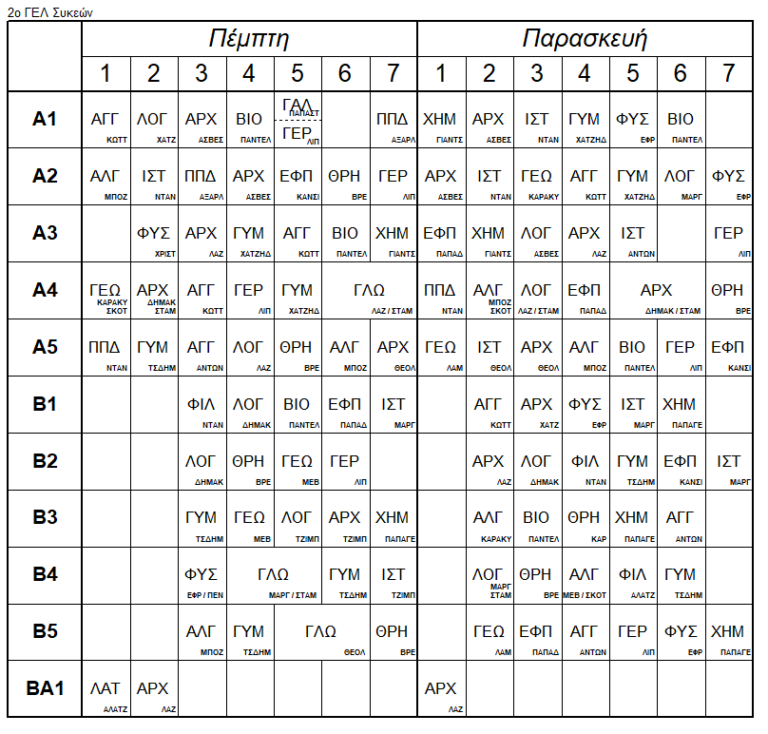 2ο ΓΕΛ Συκεών
Πέμπτη Παρασκευή
1 2 3 4 5 6 7 1 2 3 4 5 6 7
Α1 ΑΓΓ ΛΟΓ ΑΡΧ ΒΙΟ ΓΑΛ ΠΑΠΑΣΤ ΓΕΡ ΛΙΠ ΠΠΔ ΧΗΜ ΑΡΧ ΙΣΤ ΓΥΜ ΦΥΣ ΒΙΟ
ΚΩΤΤ ΧΑΤΖ ΑΣΒΕΣ ΠΑΝΤΕΛ ΑΞΑΡΛ ΓΙΑΝΤΣ ΑΣΒΕΣ ΝΤΑΝ ΧΑΤΖΗΔ ΕΦΡ ΠΑΝΤΕΛ
Α2 ΑΛΓ ΙΣΤ ΠΠΔ ΑΡΧ ΕΦΠ ΘΡΗ ΓΕΡ ΑΡΧ ΙΣΤ ΓΕΩ ΑΓΓ ΓΥΜ ΛΟΓ ΦΥΣ
ΜΠΟΖ ΝΤΑΝ ΑΞΑΡΛ ΑΣΒΕΣ ΚΑΝΣΙ ΒΡΕ ΛΙΠ ΑΣΒΕΣ ΝΤΑΝ ΚΑΡΑΚΥ ΚΩΤΤ ΧΑΤΖΗΔ ΜΑΡΓ ΕΦΡ
Α3 ΦΥΣ ΑΡΧ ΓΥΜ ΑΓΓ ΒΙΟ ΧΗΜ ΕΦΠ ΧΗΜ ΛΟΓ ΑΡΧ ΙΣΤ ΓΕΡ
ΧΡΙΣΤ ΛΑΖ ΧΑΤΖΗΔ ΚΩΤΤ ΠΑΝΤΕΛ ΓΙΑΝΤΣ ΠΑΠΑΔ ΓΙΑΝΤΣ ΑΣΒΕΣ ΛΑΖ ΑΝΤΩΝ ΛΙΠ
Α4 ΓΕΩ ΑΡΧ ΑΓΓ ΓΕΡ ΓΥΜ ΓΛΩ ΠΠΔ ΑΛΓ ΛΟΓ ΕΦΠ ΑΡΧ ΘΡΗ
ΚΑΡΑΚΥ ΔΗΜΑΚ ΜΠΟΖ
ΣΚΟΤ ΣΤΑΜ ΚΩΤΤ ΛΙΠ ΧΑΤΖΗΔ ΛΑΖ / ΣΤΑΜ ΝΤΑΝ ΣΚΟΤ ΛΑΖ / ΣΤΑΜ ΠΑΠΑΔ ΔΗΜΑΚ / ΣΤΑΜ ΒΡΕ
Α5 ΠΠΔ ΓΥΜ ΑΓΓ ΛΟΓ ΘΡΗ ΑΛΓ ΑΡΧ ΓΕΩ ΙΣΤ ΑΡΧ ΑΛΓ ΒΙΟ ΓΕΡ ΕΦΠ
ΝΤΑΝ ΤΣΔΗΜ ΑΝΤΩΝ ΛΑΖ ΒΡΕ ΜΠΟΖ ΘΕΟΛ ΛΑΜ ΘΕΟΛ ΘΕΟΛ ΜΠΟΖ ΠΑΝΤΕΛ ΛΙΠ ΚΑΝΣΙ
Β1 ΦΙΛ ΛΟΓ ΒΙΟ ΕΦΠ ΙΣΤ ΑΓΓ ΑΡΧ ΦΥΣ ΙΣΤ ΧΗΜ
ΝΤΑΝ ΔΗΜΑΚ ΠΑΝΤΕΛ ΠΑΠΑΔ ΜΑΡΓ ΚΩΤΤ ΧΑΤΖ ΕΦΡ ΜΑΡΓ ΠΑΠΑΓΕ
Β2 ΛΟΓ ΘΡΗ ΓΕΩ ΓΕΡ ΑΡΧ ΛΟΓ ΦΙΛ ΓΥΜ ΕΦΠ ΙΣΤ
ΔΗΜΑΚ ΒΡΕ ΜΕΒ ΛΙΠ ΛΑΖ ΔΗΜΑΚ ΝΤΑΝ ΤΣΔΗΜ ΚΑΝΣΙ ΜΑΡΓ
Β3 ΓΥΜ ΓΕΩ ΛΟΓ ΑΡΧ ΧΗΜ ΑΛΓ ΒΙΟ ΘΡΗ ΧΗΜ ΑΓΓ
ΤΣΔΗΜ ΜΕΒ ΤΖΙΜΠ ΤΖΙΜΠ ΠΑΠΑΓΕ ΚΑΡΑΚΥ ΠΑΝΤΕΛ ΚΑΡ ΠΑΠΑΓΕ ΑΝΤΩΝ
Β4 ΦΥΣ ΓΛΩ ΓΥΜ ΙΣΤ ΛΟΓ ΘΡΗ ΑΛΓ ΦΙΛ ΓΥΜ
ΜΑΡΓ
ΕΦΡ / ΠΕΝ ΜΑΡΓ / ΣΤΑΜ ΤΣΔΗΜ ΤΖΙΜΠ ΣΤΑΜ ΒΡΕ ΜΕΒ / ΣΚΟΤ ΑΛΑΤΖ ΤΣΔΗΜ
Β5 ΑΛΓ ΓΥΜ ΓΛΩ ΘΡΗ ΓΕΩ ΕΦΠ ΑΓΓ ΓΕΡ ΦΥΣ ΧΗΜ
ΜΠΟΖ ΤΣΔΗΜ ΘΕΟΛ ΒΡΕ ΛΑΜ ΠΑΠΑΔ ΑΝΤΩΝ ΛΙΠ ΕΦΡ ΠΑΠΑΓΕ
ΒΑ1 ΛΑΤ ΑΡΧ ΑΡΧ
ΑΛΑΤΖ ΛΑΖ ΛΑΖ